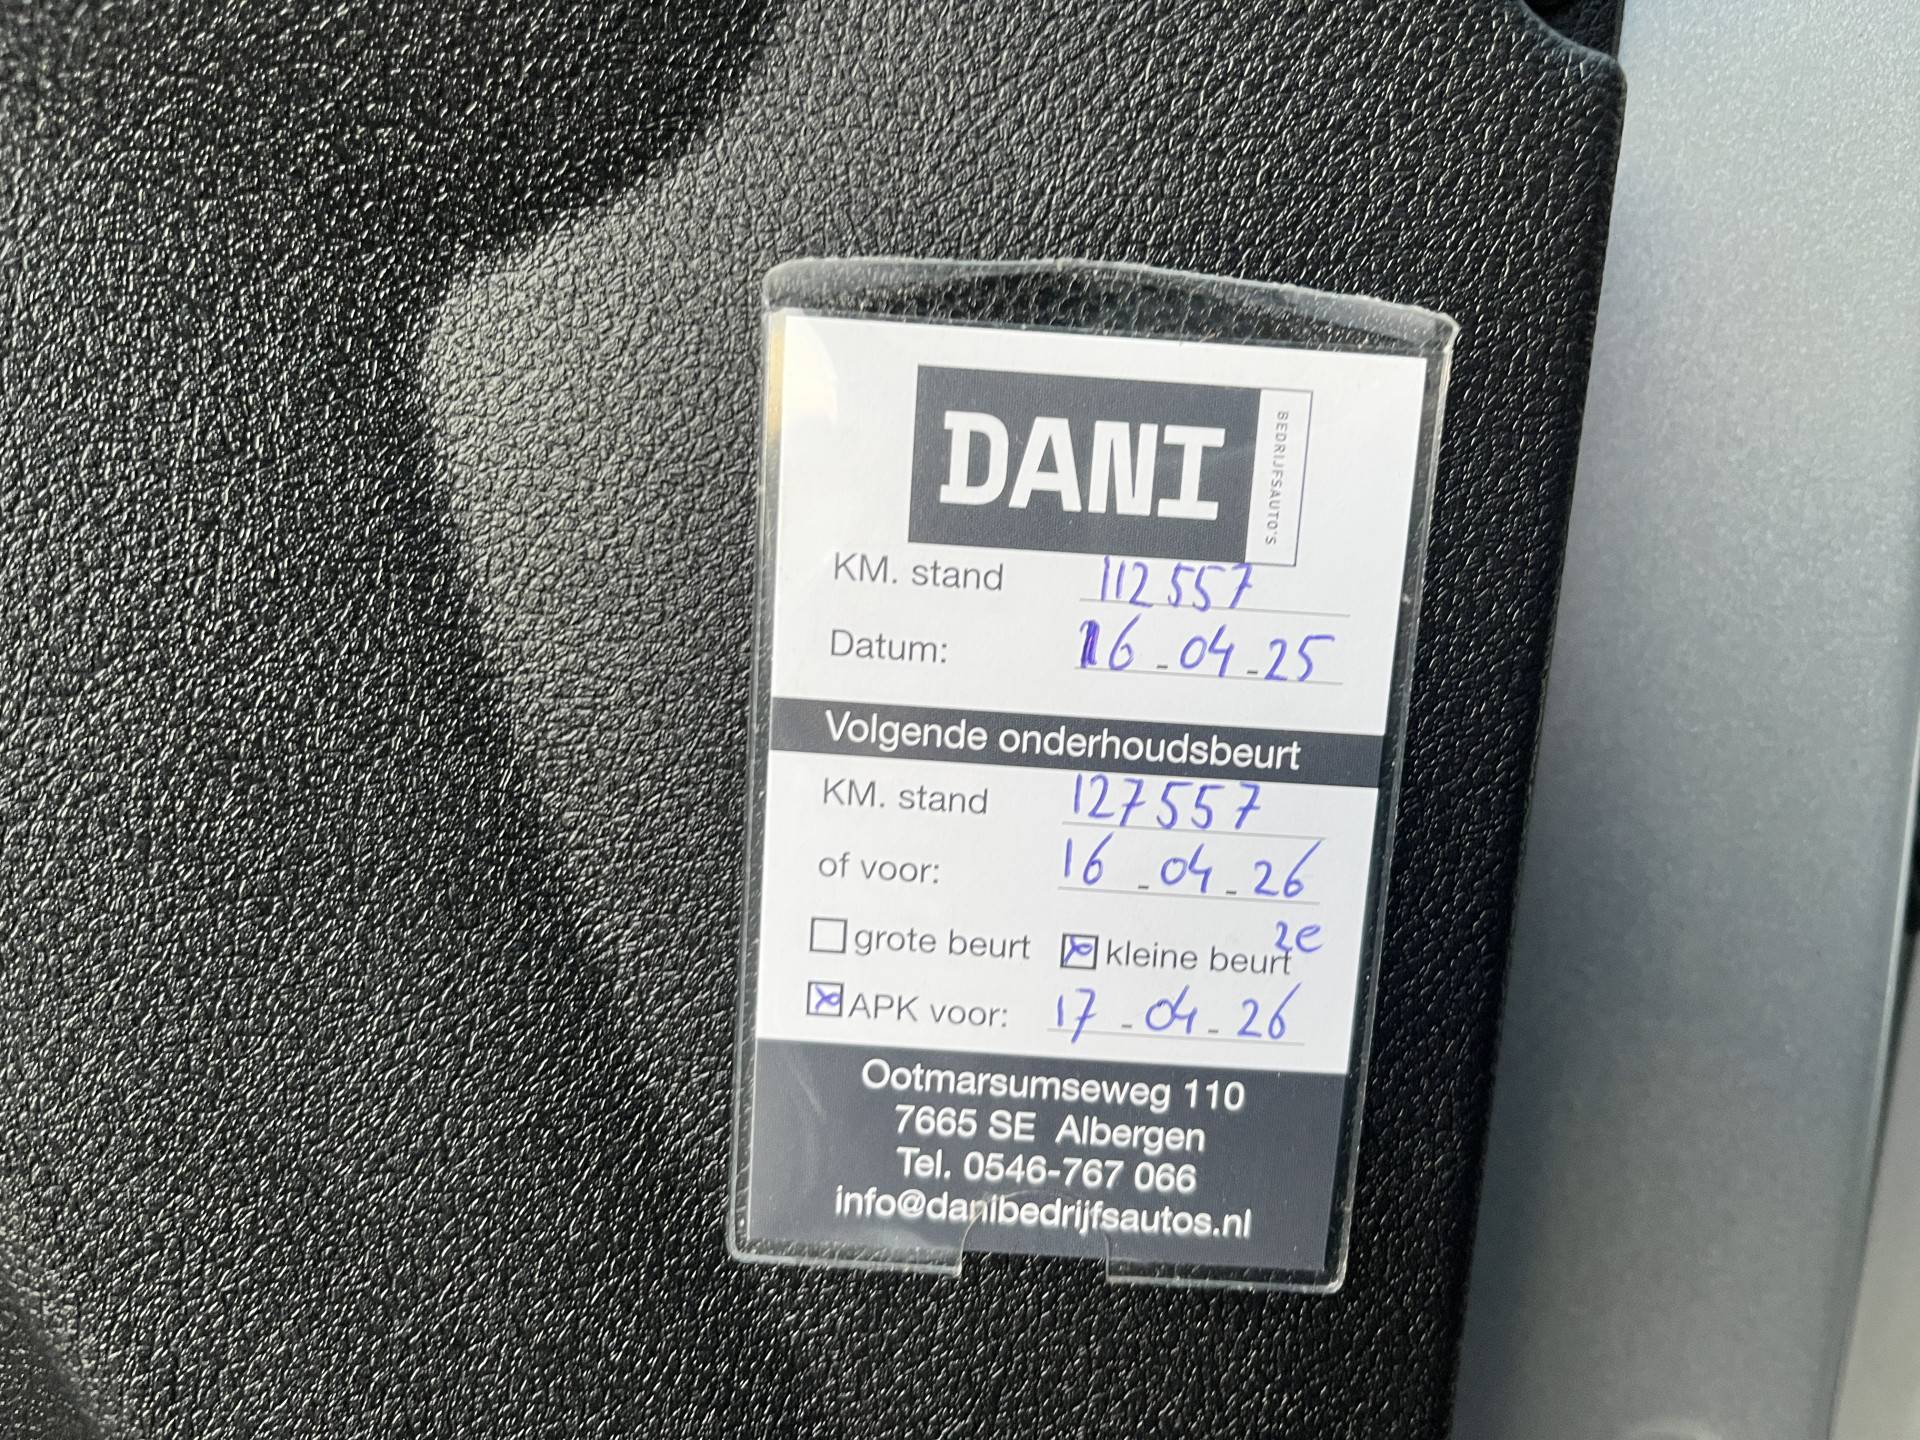 DANI
BEDRIJFSAUTO'S
KM. stand 112557
Datum: 16-04-25
Volgende onderhoudsbeurt
KM. stand 127557
of voor: 16-04-26
grote beurt kleine beurt 2e
APK voor: 17-04-26
Ootmarsumseweg 110
7665 SE Albergen
Tel. 0546-767 066
info@danibedrijfsautos.nl